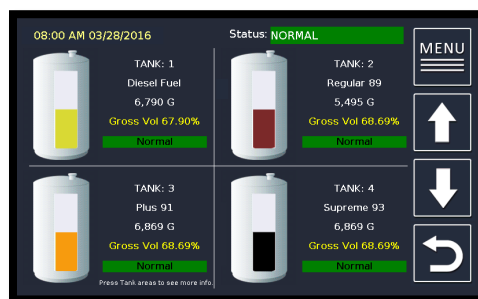 08:00 AM 03/28/2016
Status: NORMAL
MENU
TANK: 1
Diesel Fuel
6,790 G
Gross Vol 67.90%
Normal
TANK: 2
Regular 89
5,495 G
Gross Vol 68.69%
Normal
TANK: 3
Plus 91
6,869 G
Gross Vol 68.69%
Normal
TANK: 4
Supreme 93
6,869 G
Gross Vol 68.69%
Normal
Press Tank areas to see more info.